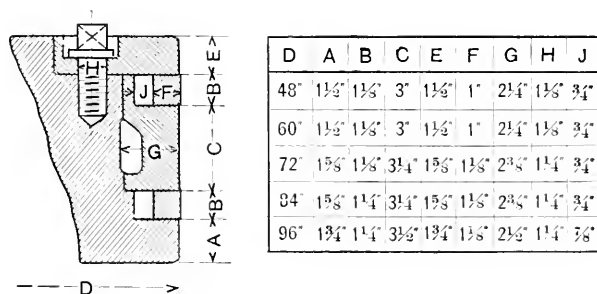 H
J
F
G
E
B
C
B
A
D
D A B C E F G H J
48" 1½" 1⅛" 3" 1½" 1" 2¼" 1⅛" ¾"
60" 1½" 1⅛" 3" 1½" 1" 2¼" 1⅛" ¾"
72" 1⅝" 1⅛" 3¼" 1⅝" 1⅛" 2⅜" 1¼" ¾"
84" 1⅝" 1¼" 3¼" 1⅝" 1⅛" 2⅜" 1¼" ¾"
96" 1¾" 1¼" 3½" 1¾" 1⅛" 2½" 1¼" ⅞"